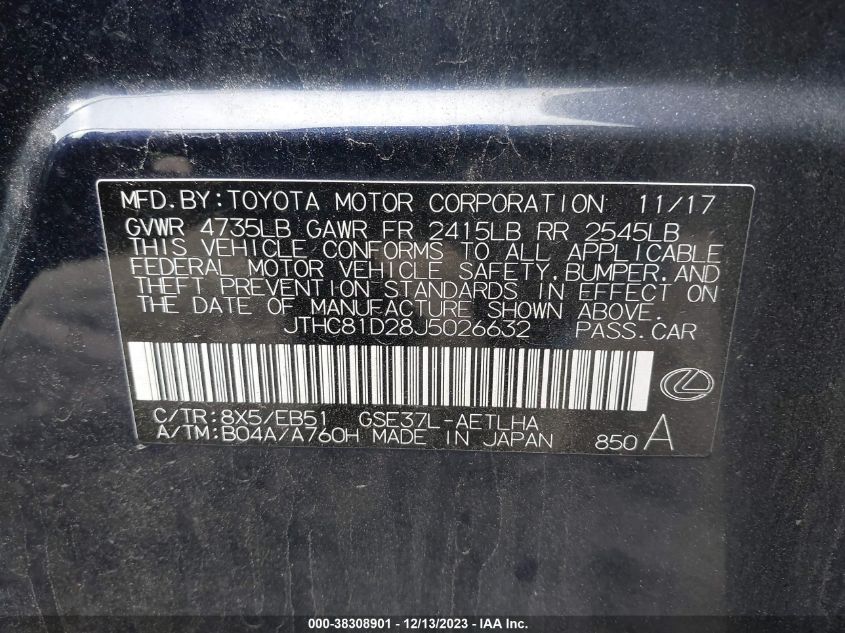 MFD.BY:TOYOTA MOTOR CORPORATION 11/17
GVWR 4735LB GAWR FR 2415LB RR 2545LB
THIS VEHICLE CONFORMS TO ALL APPLICABLE
FEDERAL MOTOR VEHICLE SAFETY,BUMPER,AND
THEFT PREVENTION STANDARDS IN EFFECT ON
THE DATE OF MANUFACTURE SHOWN ABOVE.
JTHC81D28J5026632 PASS.CAR
C/TR:8X5/EB51 GSE37L-AETLHA
A/TM:B04A/A760H MADE IN JAPAN 850 A
000-38308901 - 12/13/2023 - IAA Inc.